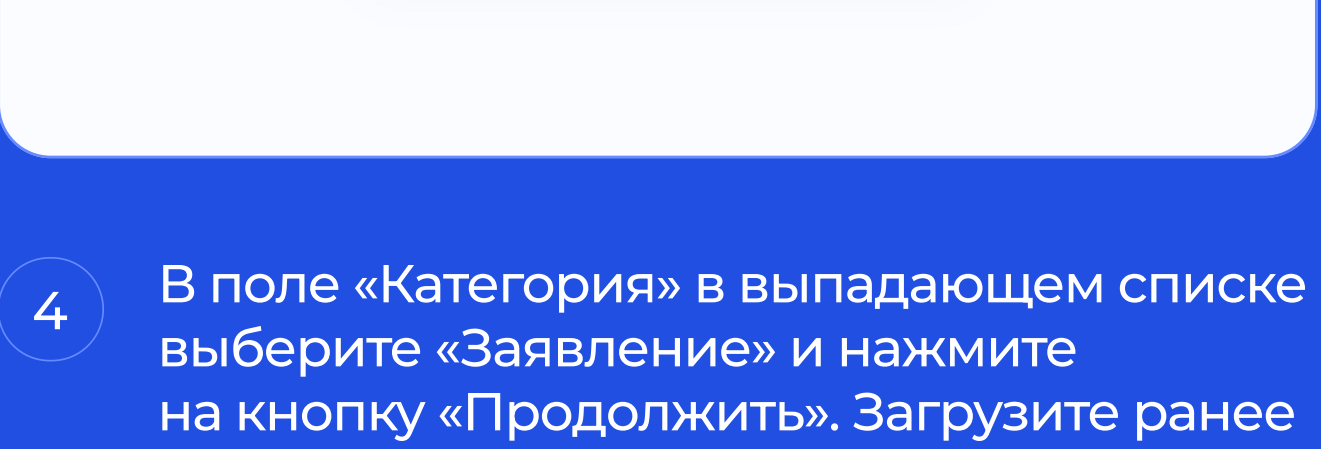 4
В поле «Категория» в выпадающем списке
выберите «Заявление» и нажмите
на кнопку «Продолжить». Загрузите ранее